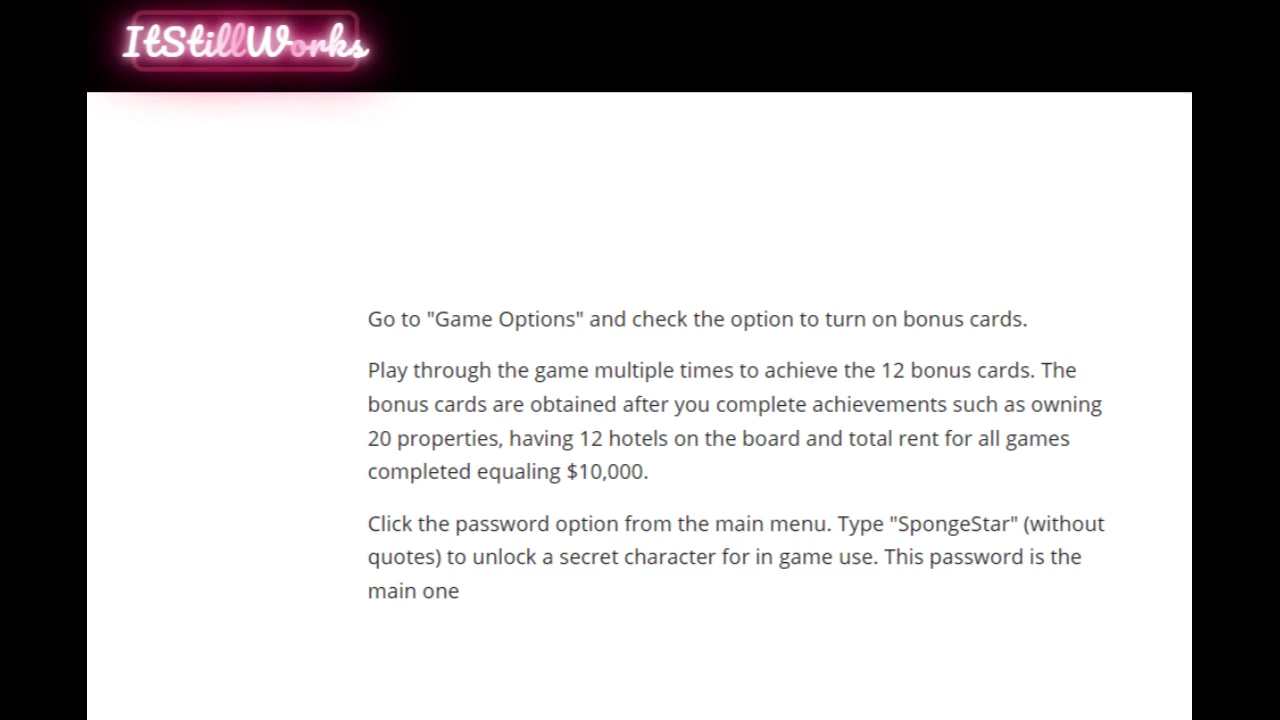 ItStillWorks
Go to "Game Options" and check the option to turn on bonus cards.
Play through the game multiple times to achieve the 12 bonus cards. The
bonus cards are obtained after you complete achievements such as owning
20 properties, having 12 hotels on the board and total rent for all games
completed equaling $10,000.
Click the password option from the main menu. Type "SpongeStar" (without
quotes) to unlock a secret character for in game use. This password is the
main one